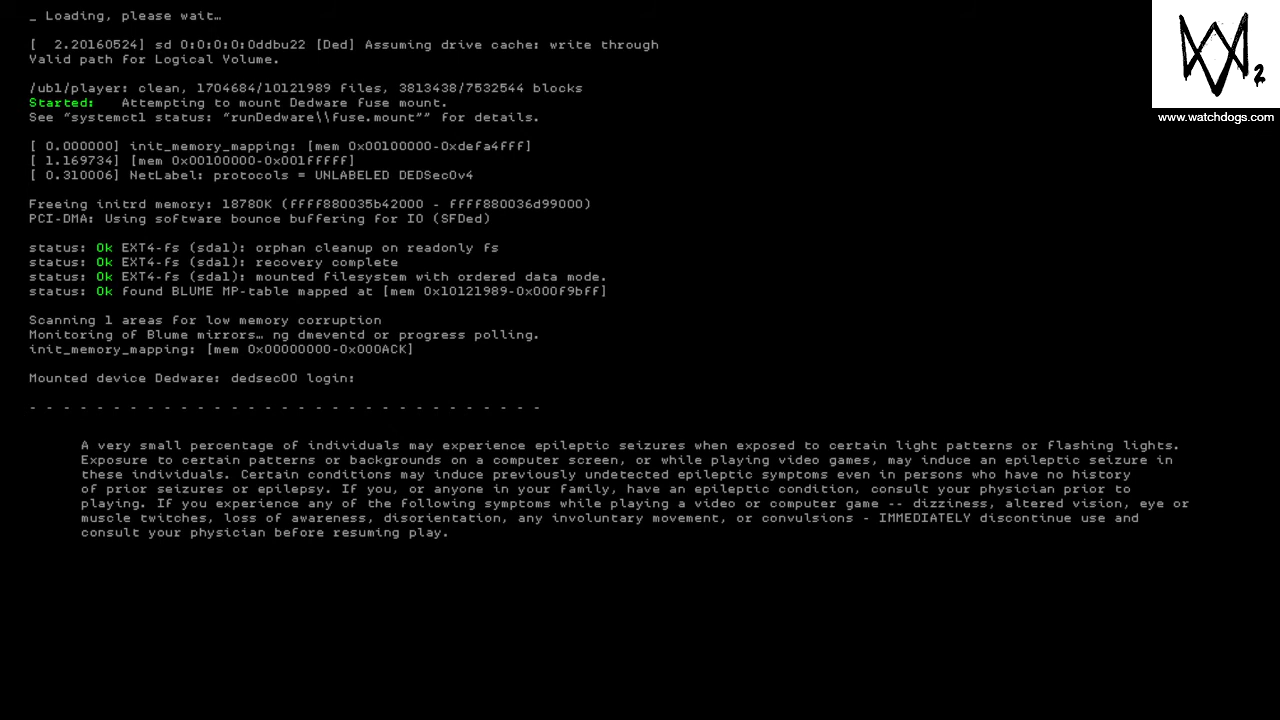 _ Loading, please wait…
[  2.20160524] sd 0:0:0:0:0ddbu22 [Ded] Assuming drive cache: write through
Valid path for Logical Volume.
/ubl/player: clean, 1704684/10121989 files, 3813438/7532544 blocks
Started:   Attempting to mount Dedware fuse mount.
See “systemctl status: “runDedware\\fuse.mount”” for details.
[ 0.000000] init_memory_mapping: [mem 0x00100000-0xdefa4fff]
[ 1.169734] [mem 0x00100000-0x001fffff]
[ 0.310006] NetLabel: protocols = UNLABELED DEDSec0v4
Freeing initrd memory: 18780K (ffff880035b42000 - ffff880036d99000)
PCI-DMA: Using software bounce buffering for IO (SFDed)
status: Ok EXT4-fs (sda1): orphan cleanup on readonly fs
status: Ok EXT4-fs (sda1): recovery complete
status: Ok EXT4-fs (sda1): mounted filesystem with ordered data mode.
status: Ok found BLUME MP-table mapped at [mem 0x10121989-0x000f9bff]
Scanning 1 areas for low memory corruption
Monitoring of Blume mirrors… ng dmeventd or progress polling.
init_memory_mapping: [mem 0x00000000-0x000ACK]
Mounted device Dedware: dedsec00 login:
- - - - - - - - - - - - - - - - - - - - - - - - - - - - - - -
A very small percentage of individuals may experience epileptic seizures when exposed to certain light patterns or flashing lights.
Exposure to certain patterns or backgrounds on a computer screen, or while playing video games, may induce an epileptic seizure in
these individuals. Certain conditions may induce previously undetected epileptic symptoms even in persons who have no history
of prior seizures or epilepsy. If you, or anyone in your family, have an epileptic condition, consult your physician prior to
playing. If you experience any of the following symptoms while playing a video or computer game -- dizziness, altered vision, eye or
muscle twitches, loss of awareness, disorientation, any involuntary movement, or convulsions - IMMEDIATELY discontinue use and
consult your physician before resuming play.
2
www.watchdogs.com